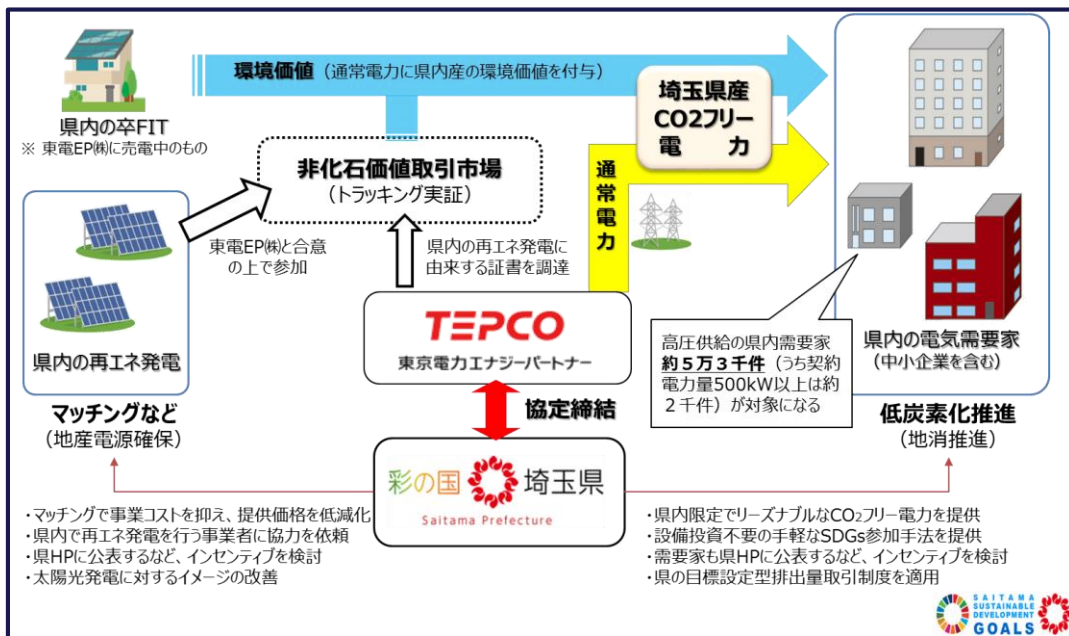 環境価値（通常電力に県内産の環境価値を付与）
県内の卒FIT
※ 東電EP㈱に売電中のもの
埼玉県産
CO2フリー
電　力
非化石価値取引市場
（トラッキング実証）
通常電力
東電EP㈱と合意
の上で参加
県内の再エネ発電に
由来する証書を調達
県内の再エネ発電
TEPCO
東京電力エナジーパートナー
高圧供給の県内需要家
約５万３千件（うち契約
電力量500kW以上は約
２千件）が対象になる
県内の電気需要家
（中小企業を含む）
マッチングなど
（地産電源確保）
協定締結
低炭素化推進
（地消推進）
彩の国 埼玉県
Saitama Prefecture
・マッチングで事業コストを抑え、提供価格を低減化
・県内で再エネ発電を行う事業者に協力を依頼
・県HPに公表するなど、インセンティブを検討
・太陽光発電に対するイメージの改善
・県内限定でリーズナブルなCO₂フリー電力を提供
・設備投資不要の手軽なSDGs参加手法を提供
・需要家も県HPに公表するなど、インセンティブを検討
・県の目標設定型排出量取引制度を適用
SAITAMA
SUSTAINABLE
DEVELOPMENT
GOALS